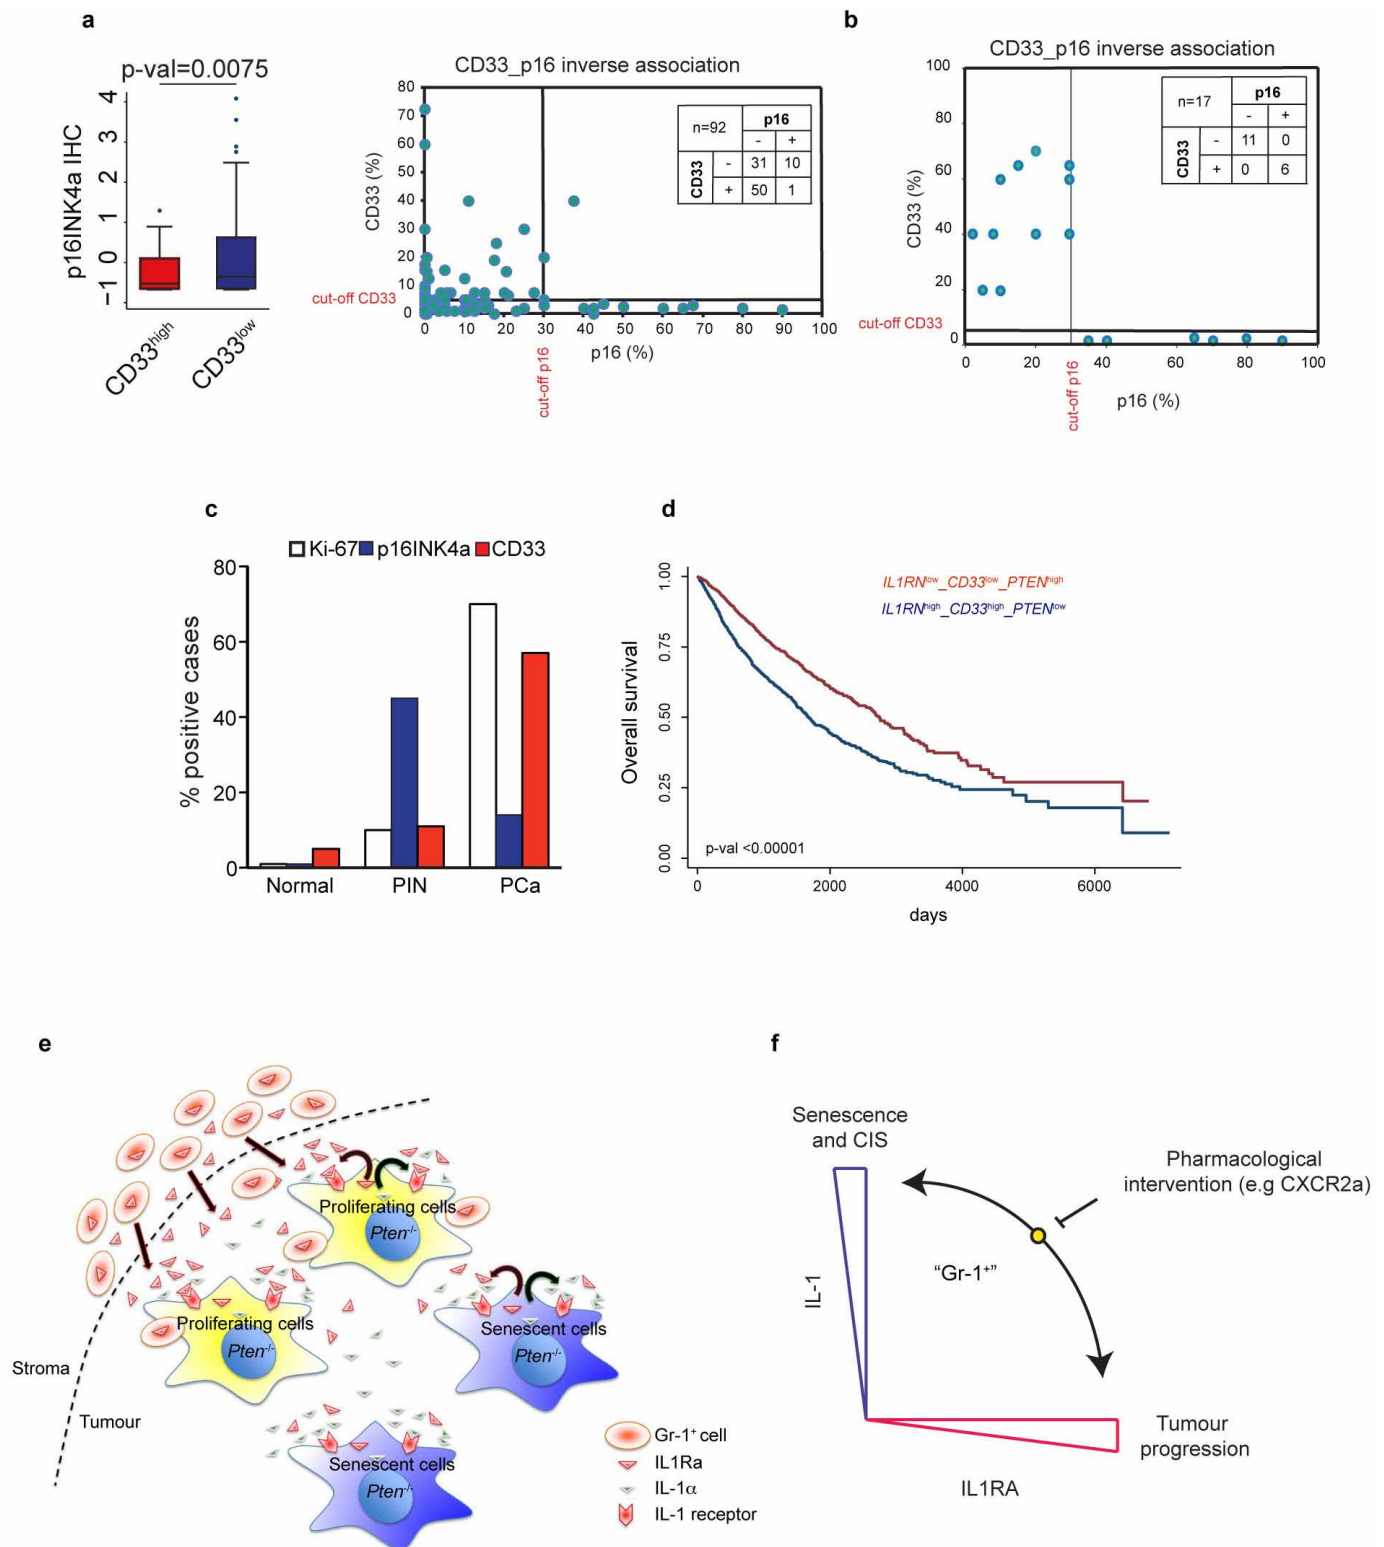 a
p-val=0.0075
p16INK4a IHC
4
3
2
1
0
−1
CD33high
CD33low
CD33_p16 inverse association
CD33 (%)
80
70
60
50
40
30
20
10
0
cut-off CD33
0 10 20 30 40 50 60 70 80 90 100
p16 (%)
cut-off p16
n=92 p16
- +
CD33 - 31 10
+ 50 1
b
CD33_p16 inverse association
CD33 (%)
100
80
60
40
20
0
cut-off CD33
0 20 40 60 80 100
p16 (%)
cut-off p16
n=17 p16
- +
CD33 - 11 0
+ 0 6
c
Ki-67 p16INK4a CD33
% positive cases
80
60
40
20
0
Normal PIN PCa
d
IL1RNlow_CD33low_PTENhigh
IL1RNhigh_CD33high_PTENlow
Overall survival
1.00
0.75
0.50
0.25
0.00
p-val <0.00001
0 2000 4000 6000
days
e
Proliferating cells
Pten-/-
Proliferating cells
Pten-/-
Senescent cells
Pten-/-
Senescent cells
Pten-/-
Stroma
Tumour
Gr-1+ cell
IL1Ra
IL-1α
IL-1 receptor
f
Senescence
and CIS
Pharmacological
intervention (e.g CXCR2a)
“Gr-1+”
IL-1
Tumour
progression
IL1RA